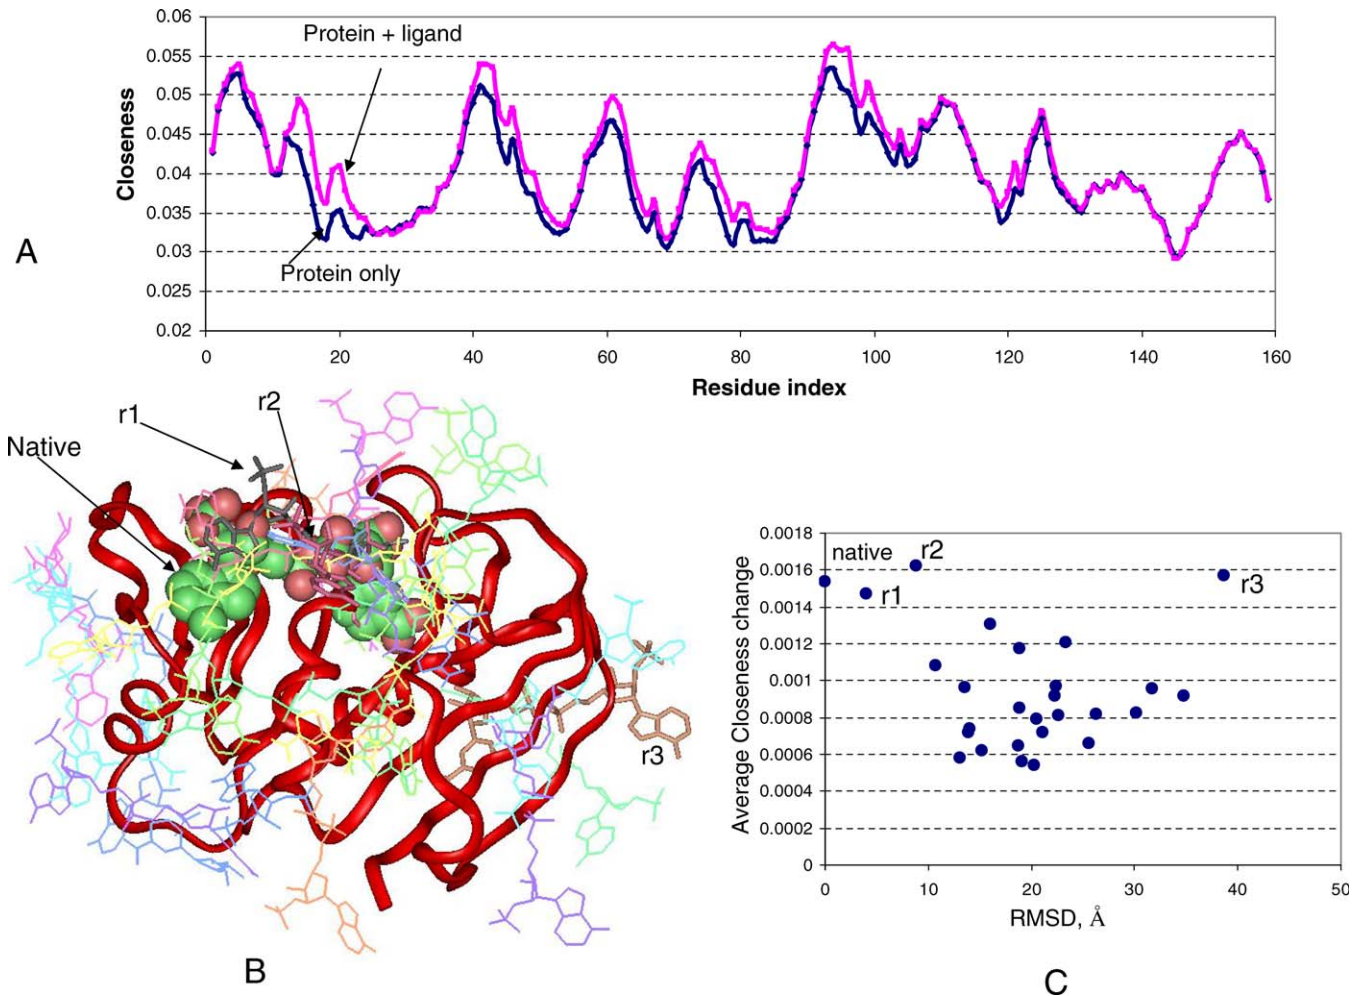 0.06
0.055
0.05
0.045
0.04
0.035
0.03
0.025
0.02
Closeness
Protein + ligand
Protein only
A
0 20 40 60 80 100 120 140 160
Residue index
r1
r2
Native
r3
B
0.0018
0.0016
0.0014
0.0012
0.001
0.0008
0.0006
0.0004
0.0002
0
Average Closeness change
native
r2
r1
r3
0 10 20 30 40 50
RMSD, Å
C